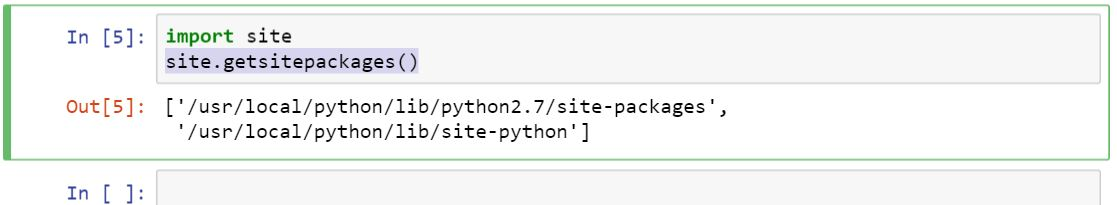 In [5]: import site
site.getsitepackages()
Out[5]: ['/usr/local/python/lib/python2.7/site-packages',
'/usr/local/python/lib/site-python']
In [ ]: